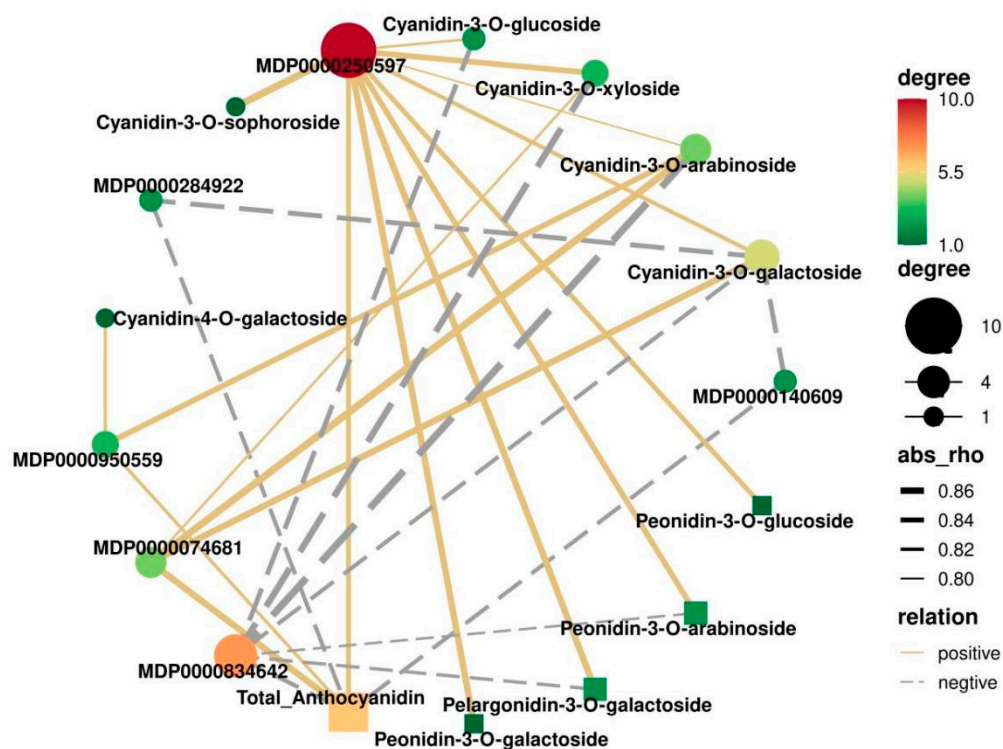 Cyanidin-3-O-glucoside
MDP0000250597
Cyanidin-3-O-xyloside
Cyanidin-3-O-sophoroside
Cyanidin-3-O-arabinoside
MDP0000284922
Cyanidin-3-O-galactoside
Cyanidin-4-O-galactoside
MDP0000140609
MDP0000950559
Peonidin-3-O-glucoside
MDP0000074681
Peonidin-3-O-arabinoside
MDP0000834642
Total_Anthocyanidin
Pelargonidin-3-O-galactoside
Peonidin-3-O-galactoside
degree
10.0
5.5
1.0
degree
10
4
1
abs_rho
0.86
0.84
0.82
0.80
relation
positive
negtive